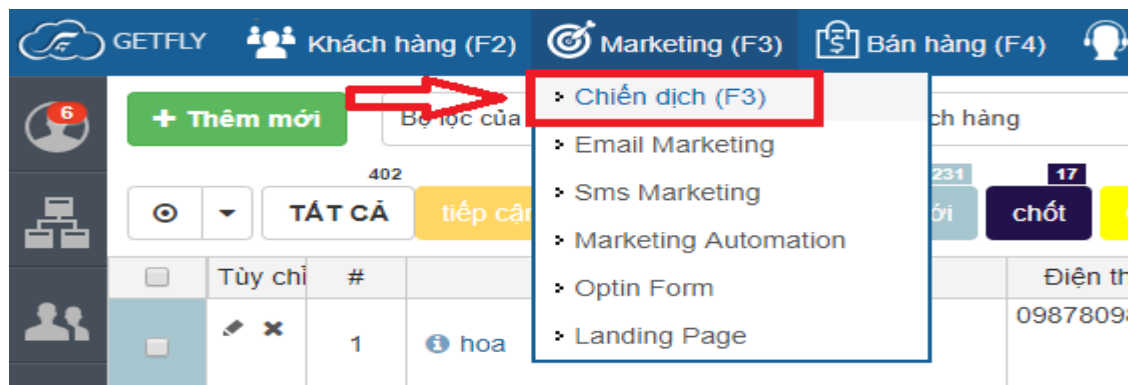 GETFLY Khách hàng (F2) Marketing (F3) Bán hàng (F4)
6
+ Thêm mới Bộ lọc của ch hàng
Chiến dịch (F3)
Email Marketing
Sms Marketing
Marketing Automation
Optin Form
Landing Page
402 231 17
TẤT CẢ tiếp cận ới chốt
Tùy chỉ # Điện th
1 hoa 0987809